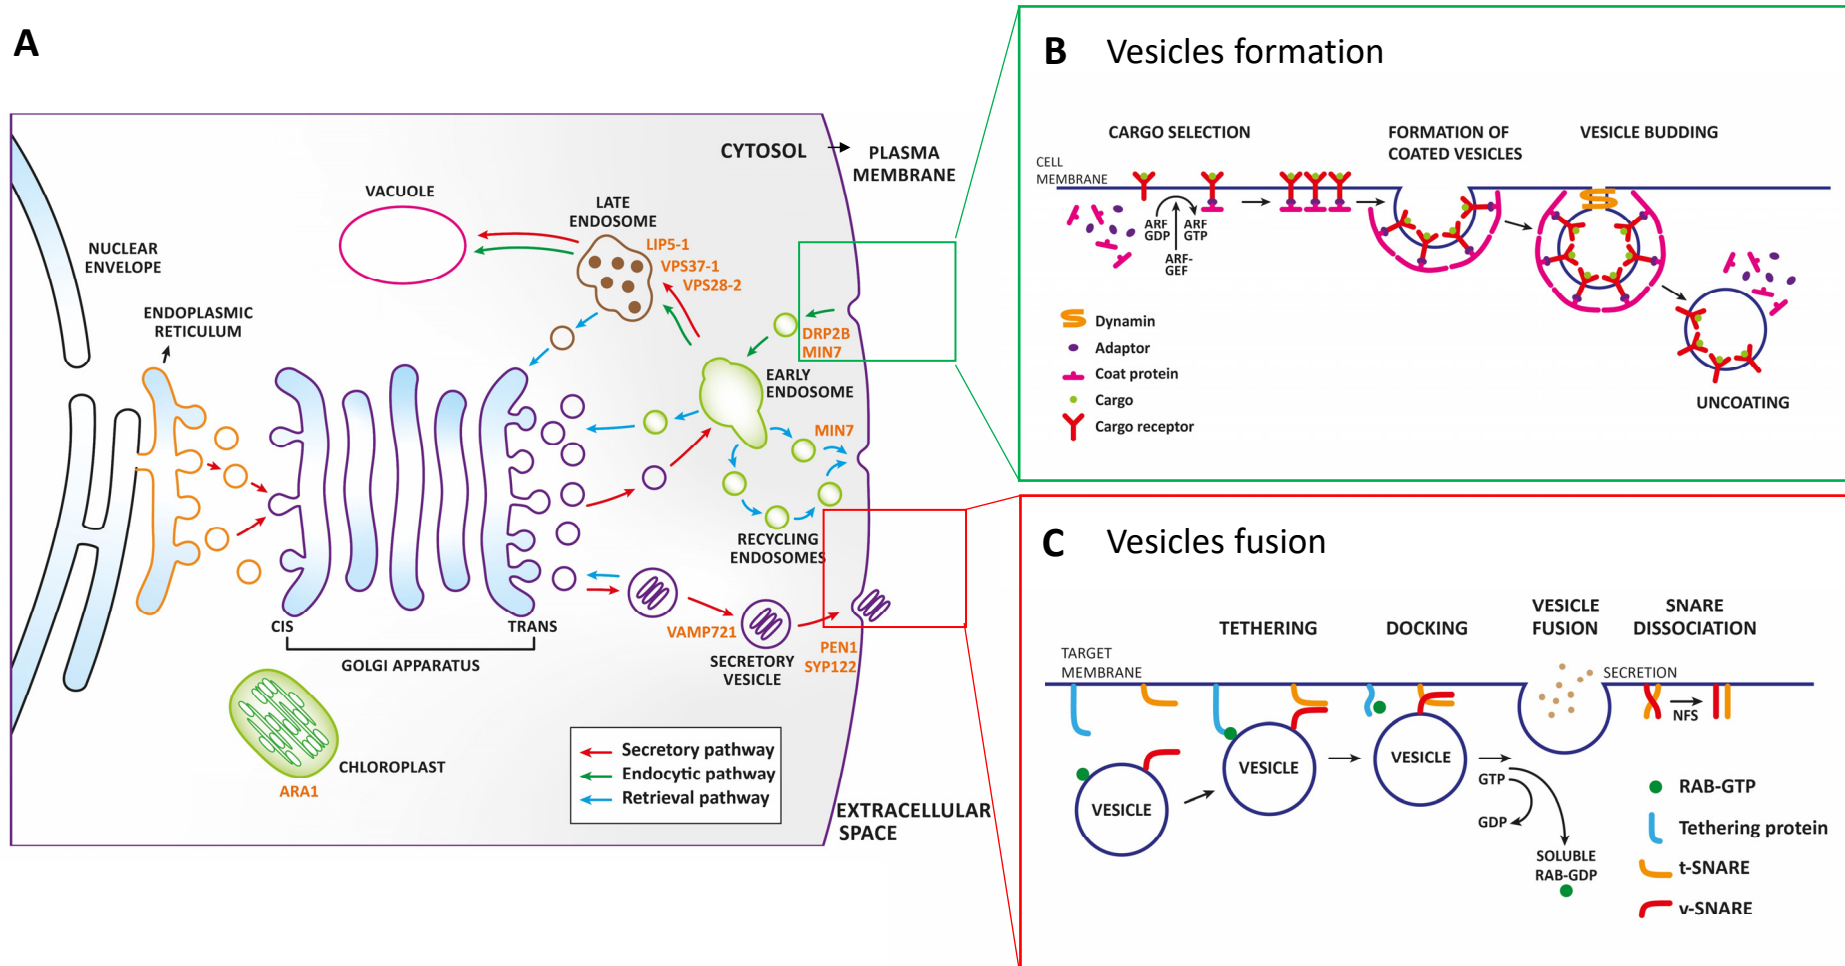 A
CYTOSOL
PLASMA
MEMBRANE
VACUOLE
LATE
ENDOSOME
LIP5-1
VPS37-1
VPS28-2
NUCLEAR
ENVELOPE
ENDOPLASMIC
RETICULUM
DRP2B
MIN7
EARLY
ENDOSOME
MIN7
RECYCLING
ENDOSOMES
CIS
TRANS
GOLGI APPARATUS
VAMP721
SECRETORY
VESICLE
PEN1
SYP122
CHLOROPLAST
ARA1
Secretory pathway
Endocytic pathway
Retrieval pathway
EXTRACELLULAR
SPACE
B Vesicles formation
CARGO SELECTION
FORMATION OF
COATED VESICLES
VESICLE BUDDING
CELL
MEMBRANE
ARF
GDP
ARF
GTP
ARF-
GEF
Dynamin
Adaptor
Coat protein
Cargo
Cargo receptor
UNCOATING
C Vesicles fusion
TETHERING
DOCKING
VESICLE
FUSION
SNARE
DISSOCIATION
TARGET
MEMBRANE
SECRETION
NFS
VESICLE
VESICLE
VESICLE
GTP
GDP
SOLUBLE
RAB-GDP
RAB-GTP
Tethering protein
t-SNARE
v-SNARE